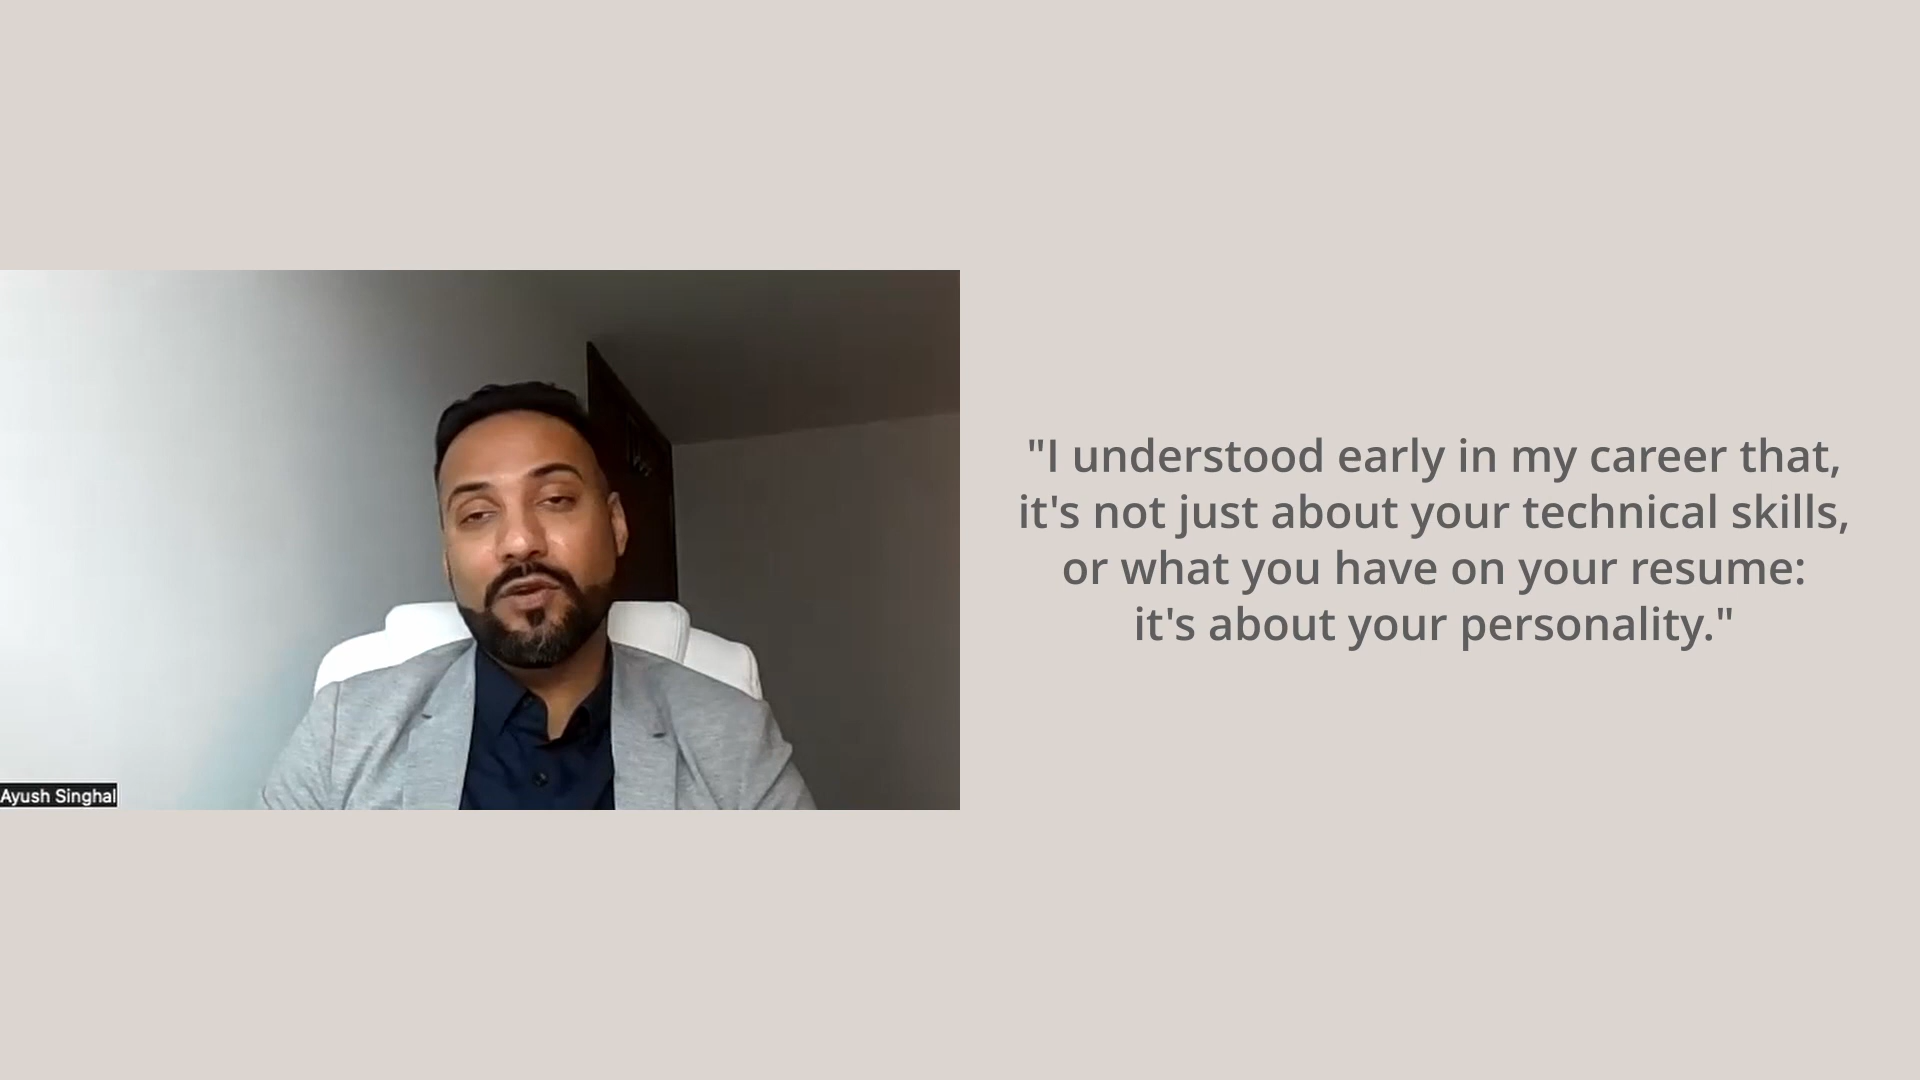 "I understood early in my career that,
it's not just about your technical skills,
or what you have on your resume:
it's about your personality."
Ayush Singhal